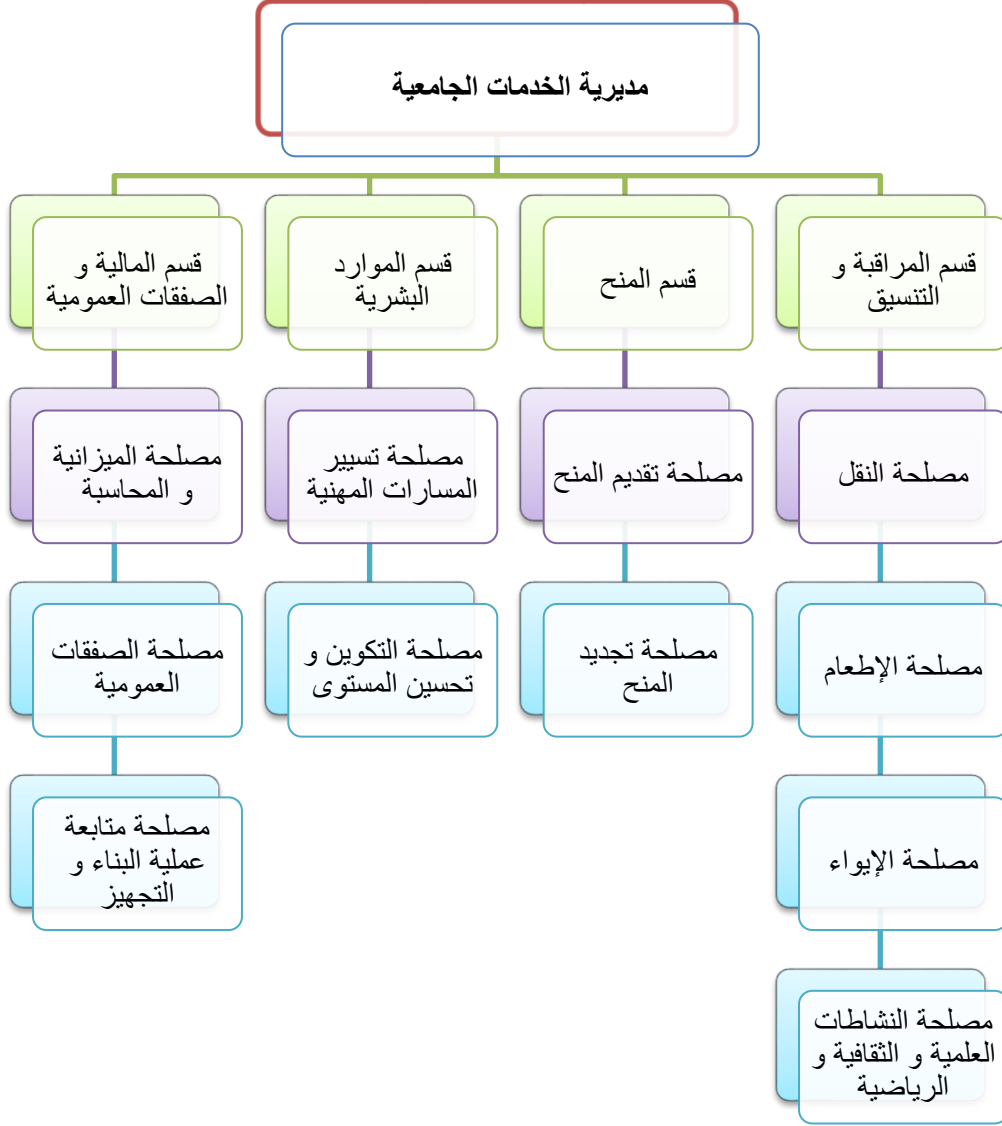 مديرية الخدمات الجامعية
قسم المراقبة و
التنسيق
قسم المنح
قسم الموارد
البشرية
قسم المالية و
الصفقات العمومية
مصلحة النقل
مصلحة تقديم المنح
مصلحة تسيير
المسارات المهنية
مصلحة الميزانية
و المحاسبة
مصلحة الإطعام
مصلحة تجديد
المنح
مصلحة التكوين و
تحسين المستوى
مصلحة الصفقات
العمومية
مصلحة الإيواء
مصلحة متابعة
عملية البناء و
التجهيز
مصلحة النشاطات
العلمية و الثقافية و
الرياضية